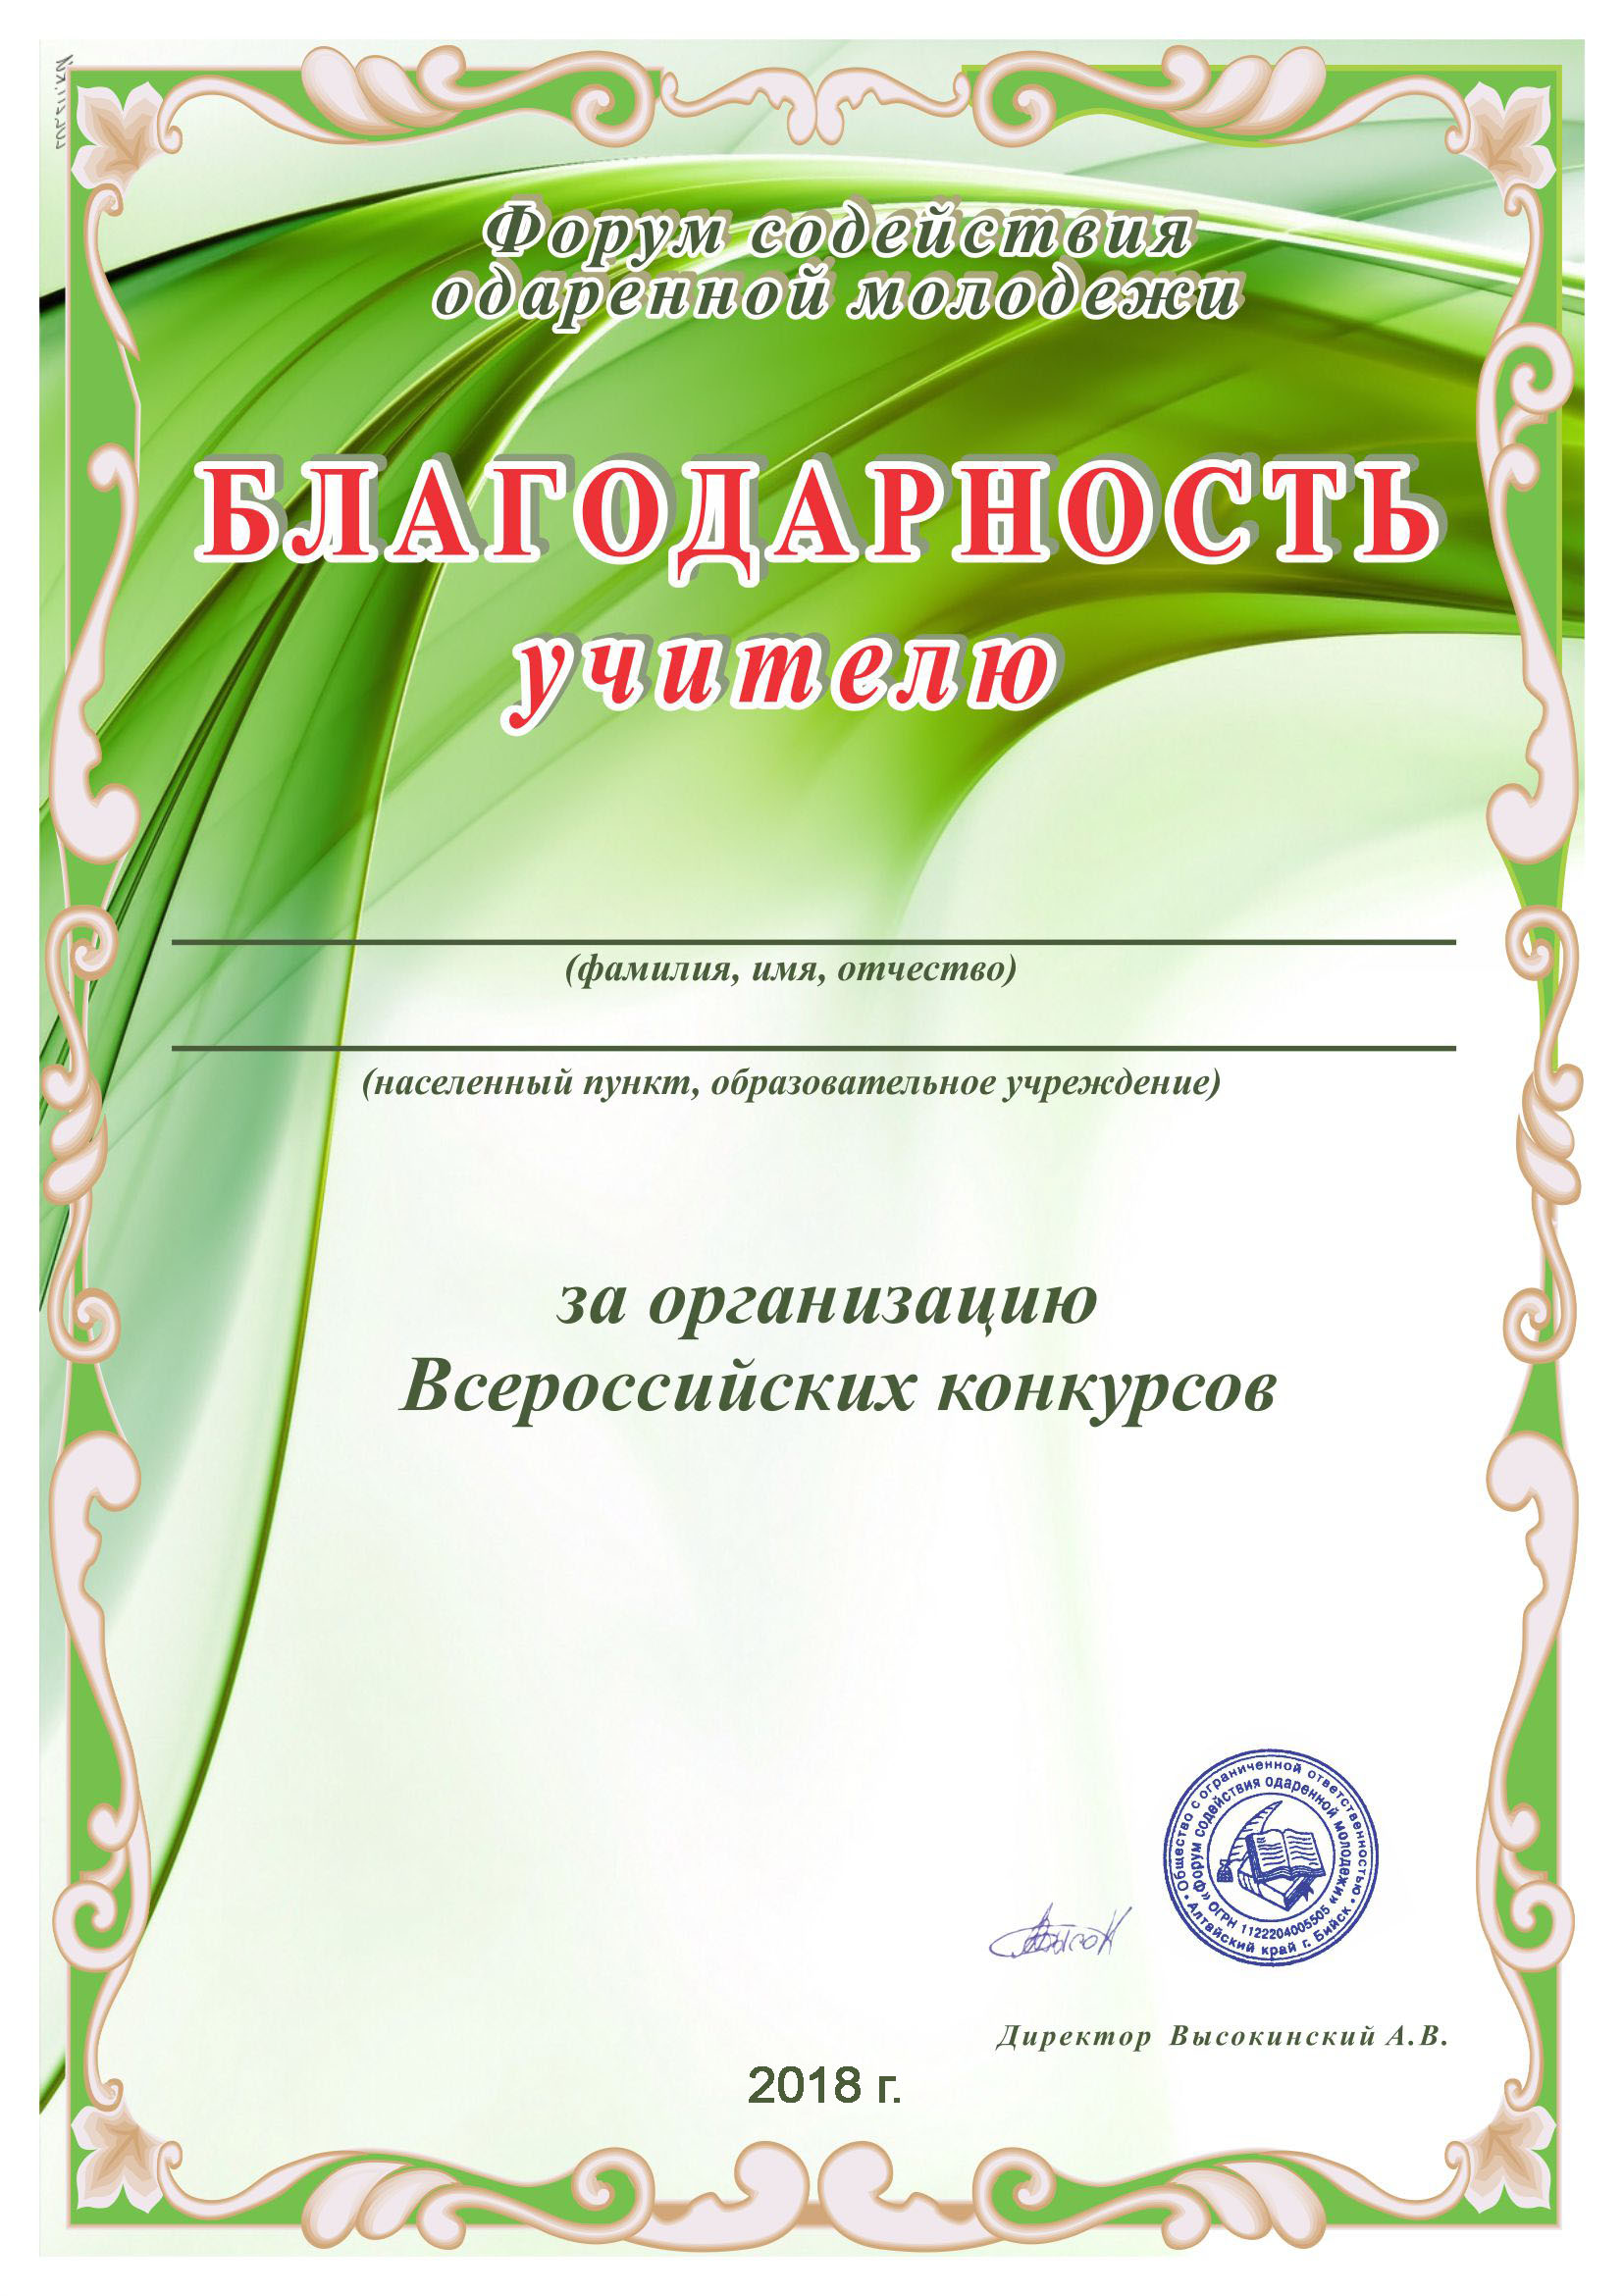 Форум содействия
одаренной молодежи
БЛАГОДАРНОСТЬ
учителю
(фамилия, имя, отчество)
(населенный пункт, образовательное учреждение)
за организацию
Всероссийских конкурсов
Общество с ограниченной ответственностью
• Алтайский край г. Бийск •
«Форум содействия одаренной молодежи»
ОГРН 1122204005505
Директор Высокинский А.В.
2018 г.